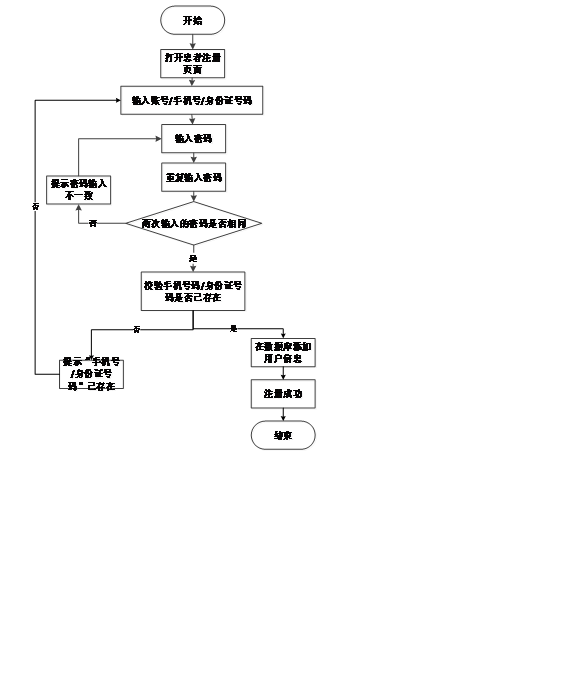 开始
打开患者注册
页面
输入账号/手机号/身份证号码
输入密码
重复输入密码
提示密码输入
不一致
否
两次输入的密码是否相同
否
是
校验手机号码/身份证号
码是否已存在
否
是
在数据库添加
用户信息
提示“手机号
/身份证号
码”已存在
注册成功
结束